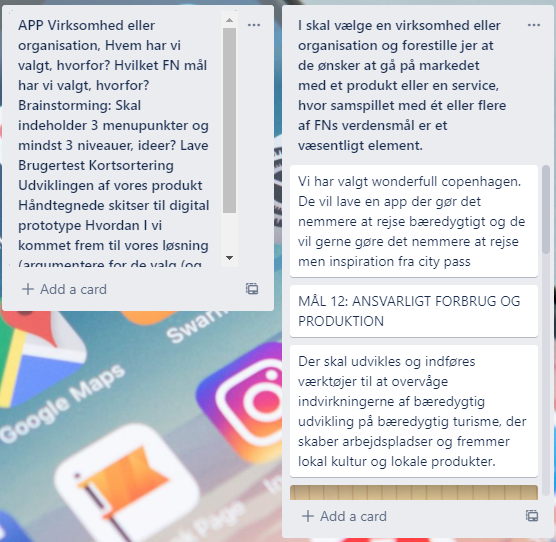 APP Virksomhed eller
organisation, Hvem har vi
valgt, hvorfor? Hvilket FN mål
har vi valgt, hvorfor?
Brainstorming: Skal
indeholder 3 menupunkter og
mindst 3 niveauer, ideer? Lave
Brugertest Kortsortering
Udviklingen af vores produkt
Håndtegnede skitser til digital
prototype Hvordan I vi
kommet frem til vores løsning
(argumentere for de valg (og
+ Add a card
I skal vælge en virksomhed eller
organisation og forestille jer at
de ønsker at gå på markedet
med et produkt eller en service,
hvor samspillet med ét eller flere
af FNs verdensmål er et
væsentligt element.
Vi har valgt wonderfull copenhagen.
De vil lave en app der gør det
nemmere at rejse bæredygtigt og de
vil gerne gøre det nemmere at rejse
men inspiration fra city pass
MÅL 12: ANSVARLIGT FORBRUG OG
PRODUKTION
Der skal udvikles og indføres
værktøjer til at overvåge
indvirkningerne af bæredygtig
udvikling på bæredygtig turisme, der
skaber arbejdspladser og fremmer
lokal kultur og lokale produkter.
+ Add a card
Google Maps
Swarm
Page